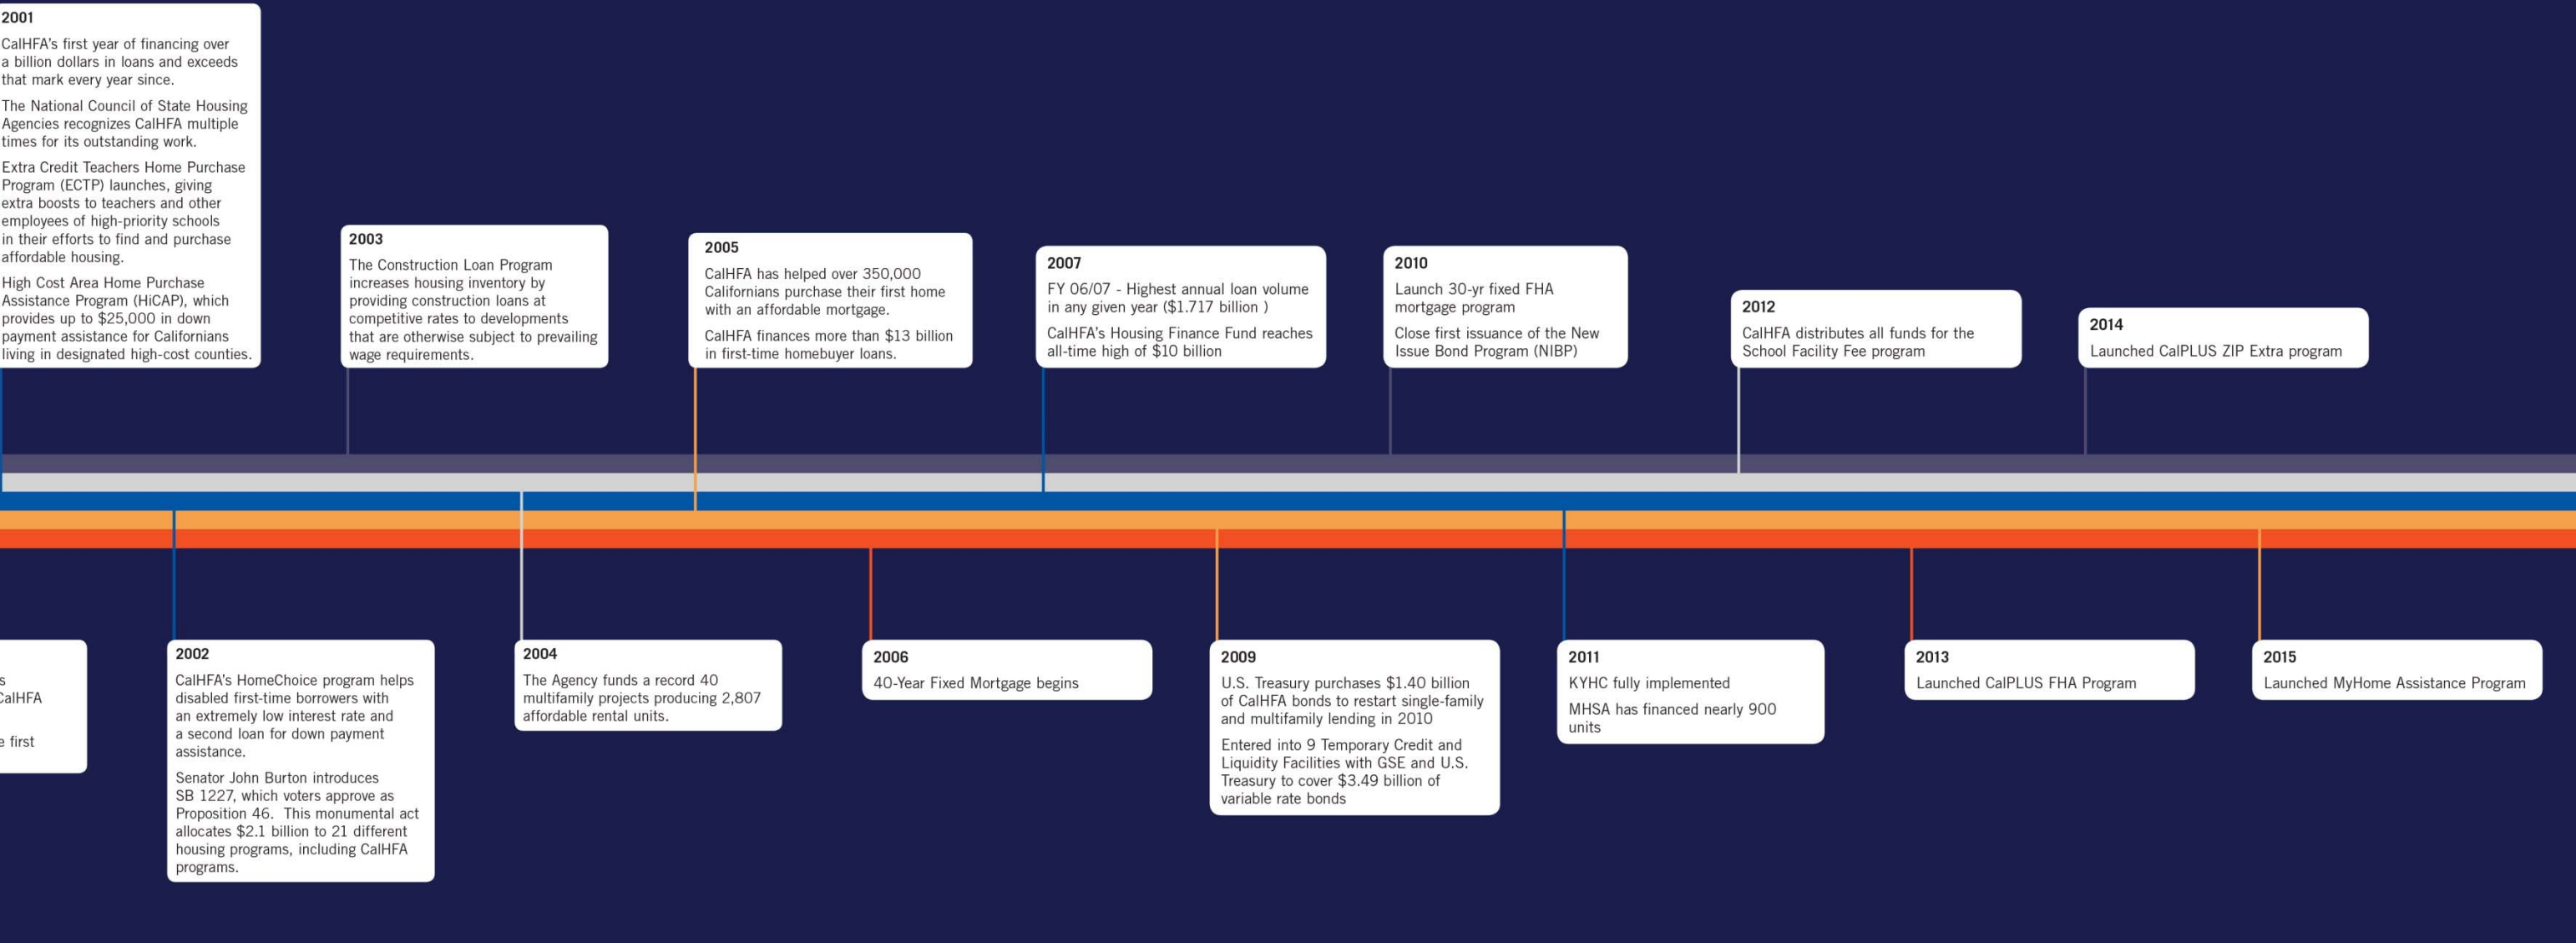 2001
CalHFA's first year of financing over
a billion dollars in loans and exceeds
that mark every year since.
The National Council of State Housing
Agencies recognizes CalHFA multiple
times for its outstanding work.
Extra Credit Teachers Home Purchase
Program (ECTP) launches, giving
extra boosts to teachers and other
employees of high-priority schools
in their efforts to find and purchase
affordable housing.
High Cost Area Home Purchase
Assistance Program (HiCAP), which
provides up to $25,000 in down
payment assistance for Californians
living in designated high-cost counties.
2003
The Construction Loan Program
increases housing inventory by
providing construction loans at
competitive rates to developments
that are otherwise subject to prevailing
wage requirements.
2005
CalHFA has helped over 350,000
Californians purchase their first home
with an affordable mortgage.
CalHFA finances more than $13 billion
in first-time homebuyer loans.
2007
FY 06/07 - Highest annual loan volume
in any given year ($1.717 billion )
CalHFA's Housing Finance Fund reaches
all-time high of $10 billion
2010
Launch 30-yr fixed FHA
mortgage program
Close first issuance of the New
Issue Bond Program (NIBP)
2012
CalHFA distributes all funds for the
School Facility Fee program
2014
Launched CalPLUS ZIP Extra program
s
CalHFA
e first
2002
CalHFA's HomeChoice program helps
disabled first-time borrowers with
an extremely low interest rate and
a second loan for down payment
assistance.
Senator John Burton introduces
SB 1227, which voters approve as
Proposition 46.  This monumental act
allocates $2.1 billion to 21 different
housing programs, including CalHFA
programs.
2004
The Agency funds a record 40
multifamily projects producing 2,807
affordable rental units.
2006
40-Year Fixed Mortgage begins
2009
U.S. Treasury purchases $1.40 billion
of CalHFA bonds to restart single-family
and multifamily lending in 2010
Entered into 9 Temporary Credit and
Liquidity Facilities with GSE and U.S.
Treasury to cover $3.49 billion of
variable rate bonds
2011
KYHC fully implemented
MHSA has financed nearly 900
units
2013
Launched CalPLUS FHA Program
2015
Launched MyHome Assistance Program